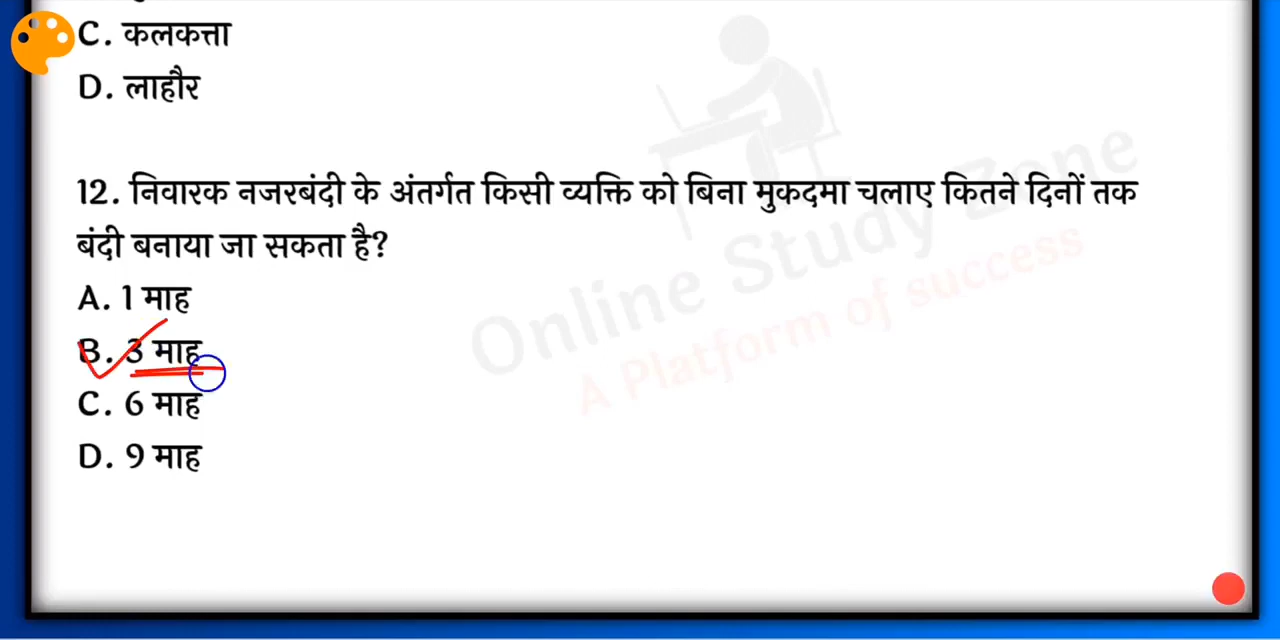 C. कलकत्ता
D. लाहौर
12. निवारक नजरबंदी के अंतर्गत किसी व्यक्ति को बिना मुकदमा चलाए कितने दिनों तक
बंदी बनाया जा सकता है?
A. 1 माह
B. 3 माह
C. 6 माह
D. 9 माह
Online Study Zone
A Platform of success